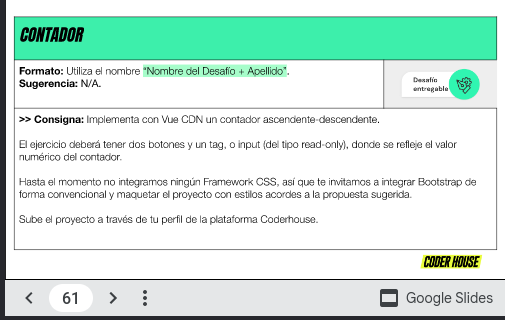 CONTADOR
Formato: Utiliza el nombre “Nombre del Desafío + Apellido”.
Sugerencia: N/A.
Desafío
entregable
>> Consigna: Implementa con Vue CDN un contador ascendente-descendente.
El ejercicio deberá tener dos botones y un tag, o input (del tipo read-only), donde se refleje el valor
numérico del contador.
Hasta el momento no integramos ningún Framework CSS, así que te invitamos a integrar Bootstrap de
forma convencional y maquetar el proyecto con estilos acordes a la propuesta sugerida.
Sube el proyecto a través de tu perfil de la plataforma Coderhouse.
CODER HOUSE
61
Google Slides